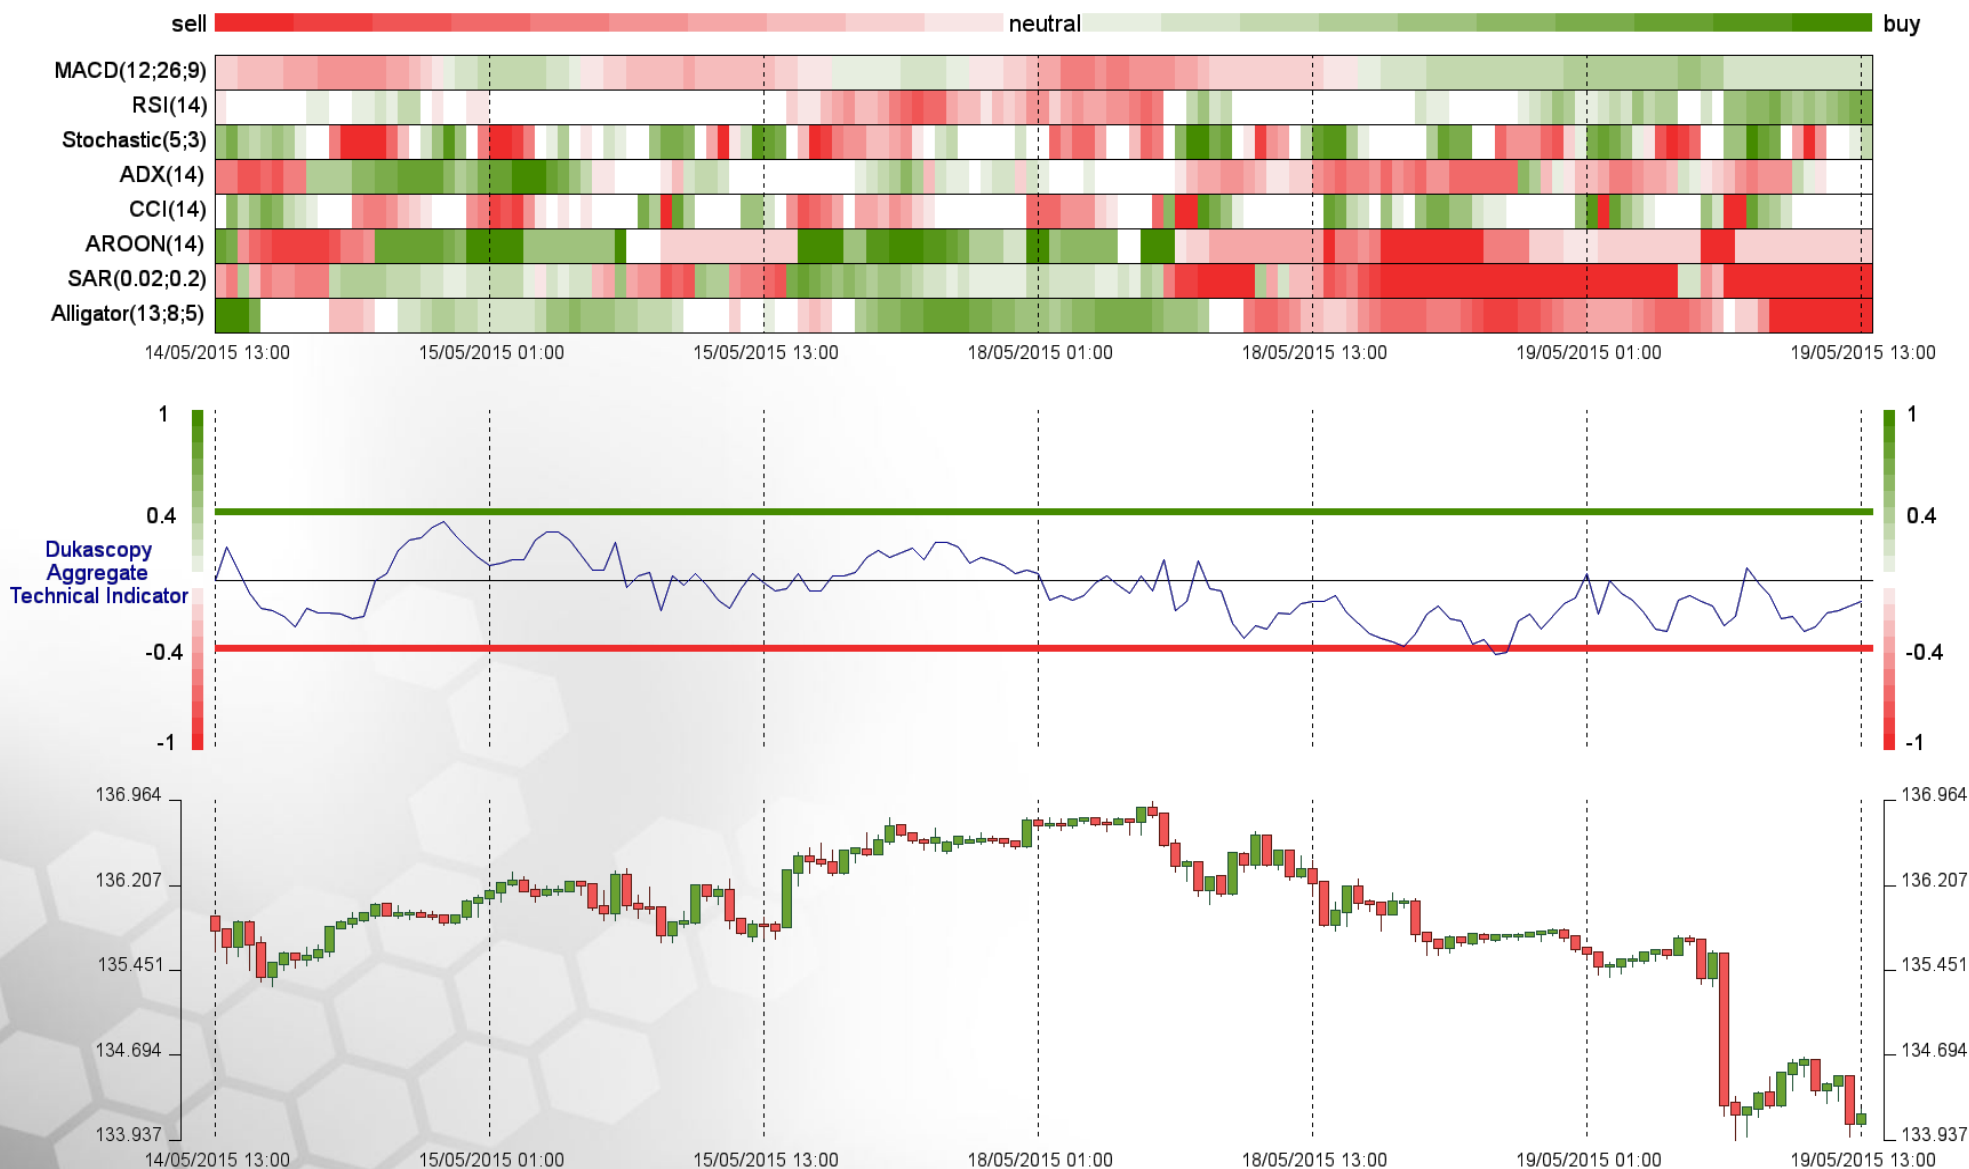 sell neutral buy
MACD(12;26;9)
RSI(14)
Stochastic(5;3)
ADX(14)
CCI(14)
AROON(14)
SAR(0.02;0.2)
Alligator(13;8;5)
14/05/2015 13:00 15/05/2015 01:00 15/05/2015 13:00 18/05/2015 01:00 18/05/2015 13:00 19/05/2015 01:00 19/05/2015 13:00
1 1
0.4 0.4
Dukascopy
Aggregate
Technical Indicator
-0.4 -0.4
-1 -1
136.964 136.964
136.207 136.207
135.451 135.451
134.694 134.694
133.937 133.937
14/05/2015 13:00 15/05/2015 01:00 15/05/2015 13:00 18/05/2015 01:00 18/05/2015 13:00 19/05/2015 01:00 19/05/2015 13:00